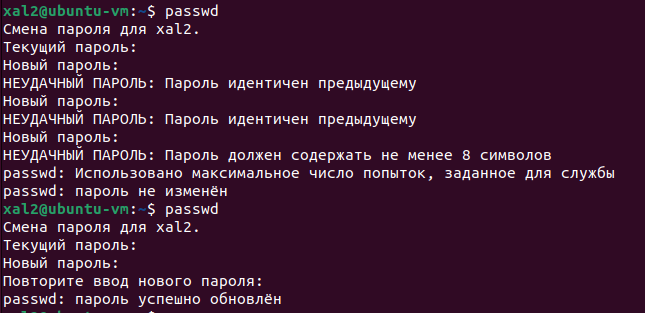 xal2@ubuntu-vm:~$ passwd
Смена пароля для xal2.
Текущий пароль:
Новый пароль:
НЕУДАЧНЫЙ ПАРОЛЬ: Пароль идентичен предыдущему
Новый пароль:
НЕУДАЧНЫЙ ПАРОЛЬ: Пароль идентичен предыдущему
Новый пароль:
НЕУДАЧНЫЙ ПАРОЛЬ: Пароль должен содержать не менее 8 символов
passwd: Использовано максимальное число попыток, заданное для службы
passwd: пароль не изменён
xal2@ubuntu-vm:~$ passwd
Смена пароля для xal2.
Текущий пароль:
Новый пароль:
Повторите ввод нового пароля:
passwd: пароль успешно обновлён